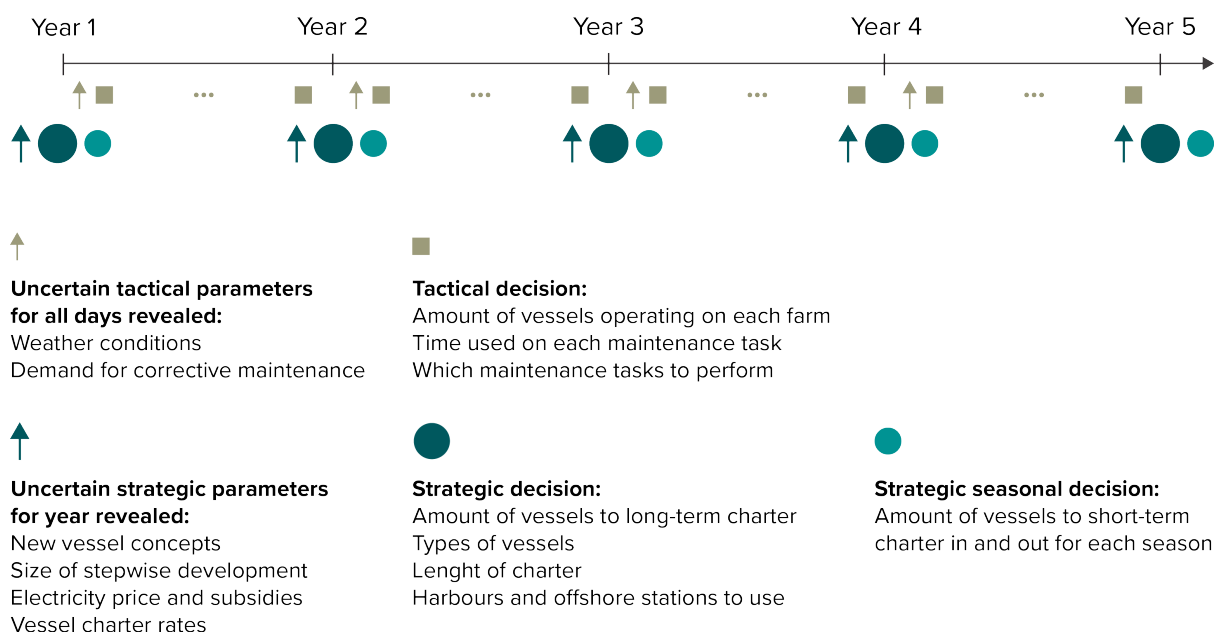 Year 1
Year 2
Year 3
Year 4
Year 5
Uncertain tactical parameters
for all days revealed:
Weather conditions
Demand for corrective maintenance
Tactical decision:
Amount of vessels operating on each farm
Time used on each maintenance task
Which maintenance tasks to perform
Uncertain strategic parameters
for year revealed:
New vessel concepts
Size of stepwise development
Electricity price and subsidies
Vessel charter rates
Strategic decision:
Amount of vessels to long-term charter
Types of vessels
Lenght of charter
Harbours and offshore stations to use
Strategic seasonal decision:
Amount of vessels to short-term
charter in and out for each season